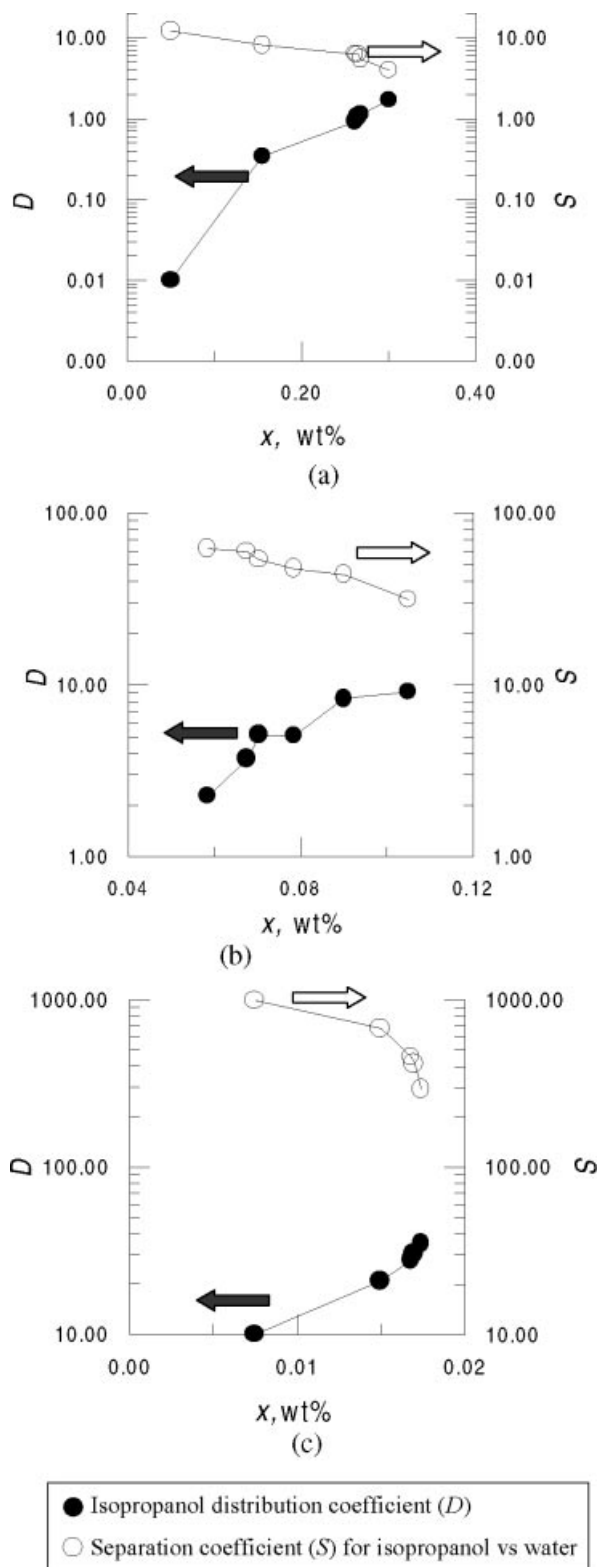 10.00 10.00
1.00 1.00
D 0.10 0.10 S
0.01 0.01
0.00 0.00
0.00 0.20 0.40
x, wt%
(a)
100.00 100.00
D 10.00 10.00 S
1.00 1.00
0.04 0.08 0.12
x, wt%
(b)
1000.00 1000.00
D 100.00 100.00 S
10.00 10.00
0.00 0.01 0.02
x, wt%
(c)
Isopropanol distribution coefficient (D)
Separation coefficient (S) for isopropanol vs water